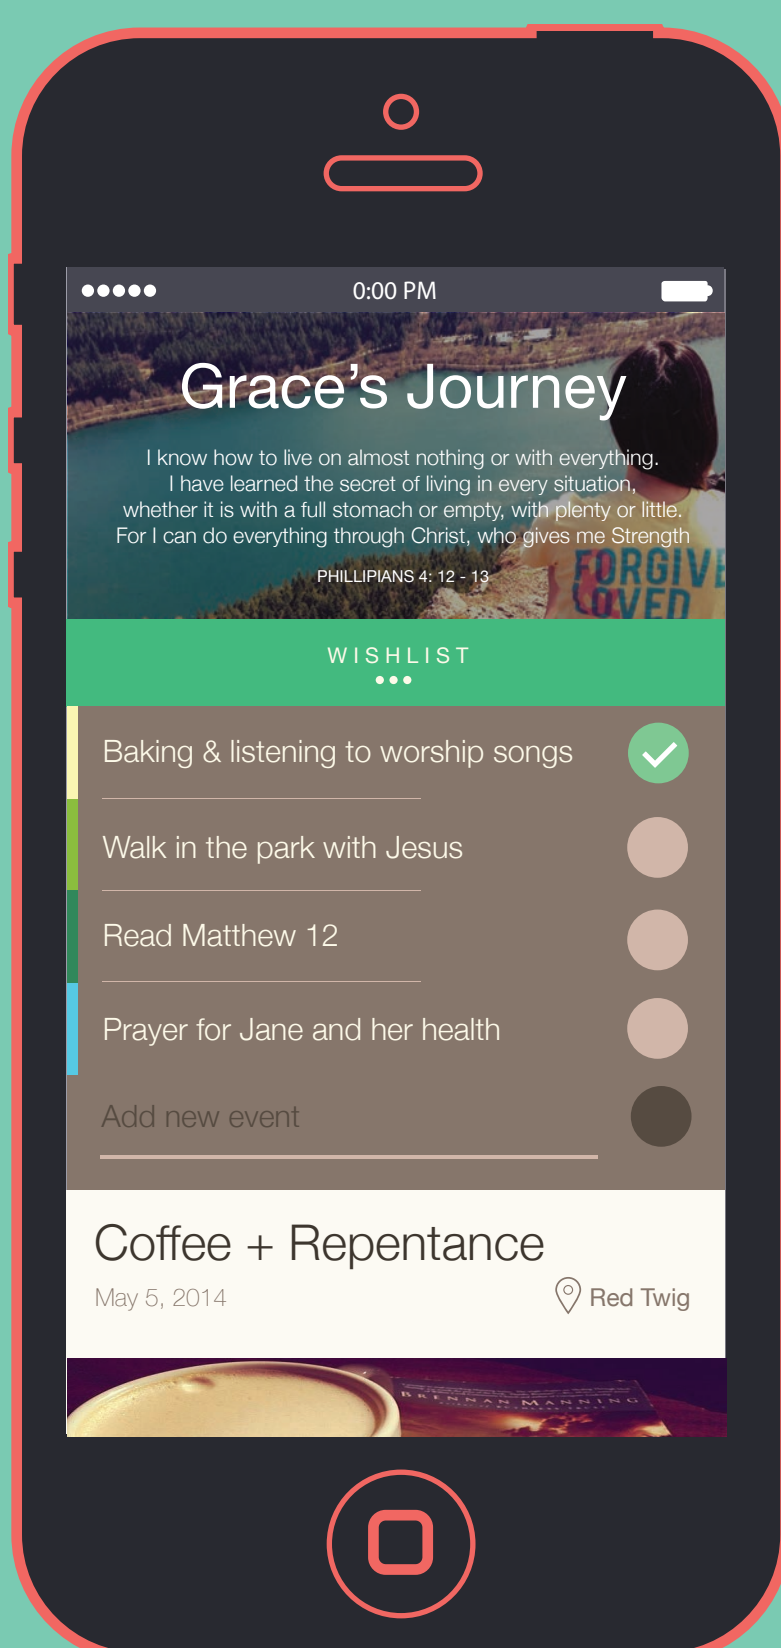 0:00 PM
Grace's Journey
I know how to live on almost nothing or with everything.
I have learned the secret of living in every situation,
whether it is with a full stomach or empty, with plenty or little.
For I can do everything through Christ, who gives me Strength
PHILLIPIANS 4: 12 - 13
FORGIVE
LOVED
WISHLIST
Baking & listening to worship songs
Walk in the park with Jesus
Read Matthew 12
Prayer for Jane and her health
Add new event
Coffee + Repentance
May 5, 2014
Red Twig
BRENNAN MANNING